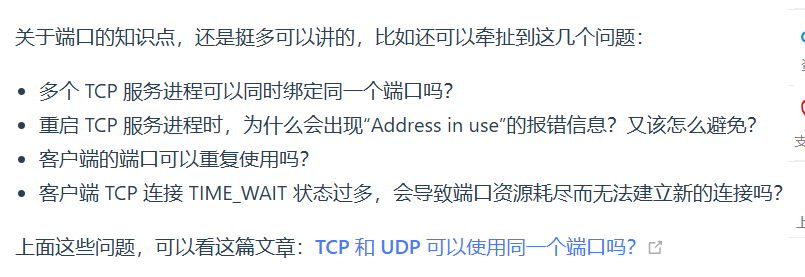 关于端口的知识点，还是挺多可以讲的，比如还可以牵扯到这几个问题：
• 多个 TCP 服务进程可以同时绑定同一个端口吗？
• 重启 TCP 服务进程时，为什么会出现“Address in use”的报错信息？又该怎么避免？
• 客户端的端口可以重复使用吗？
• 客户端 TCP 连接 TIME_WAIT 状态过多，会导致端口资源耗尽而无法建立新的连接吗？
上面这些问题，可以看这篇文章：TCP 和 UDP 可以使用同一个端口吗？